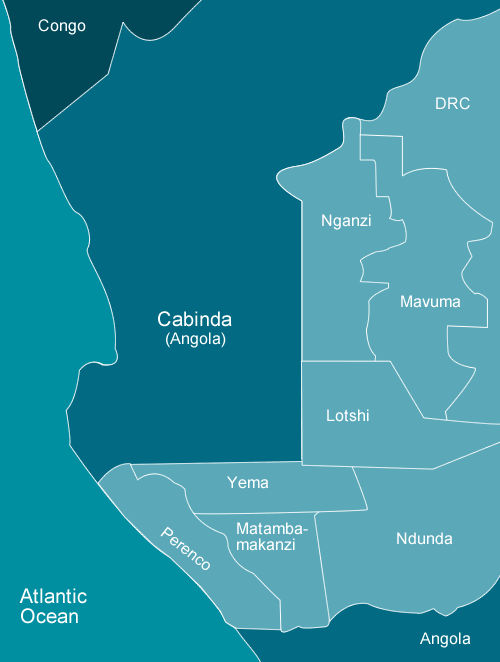 Congo
DRC
Nganzi
Mavuma
Cabinda
(Angola)
Lotshi
Yema
Matamba-
makanzi
Perenco
Ndunda
Atlantic
Ocean
Angola